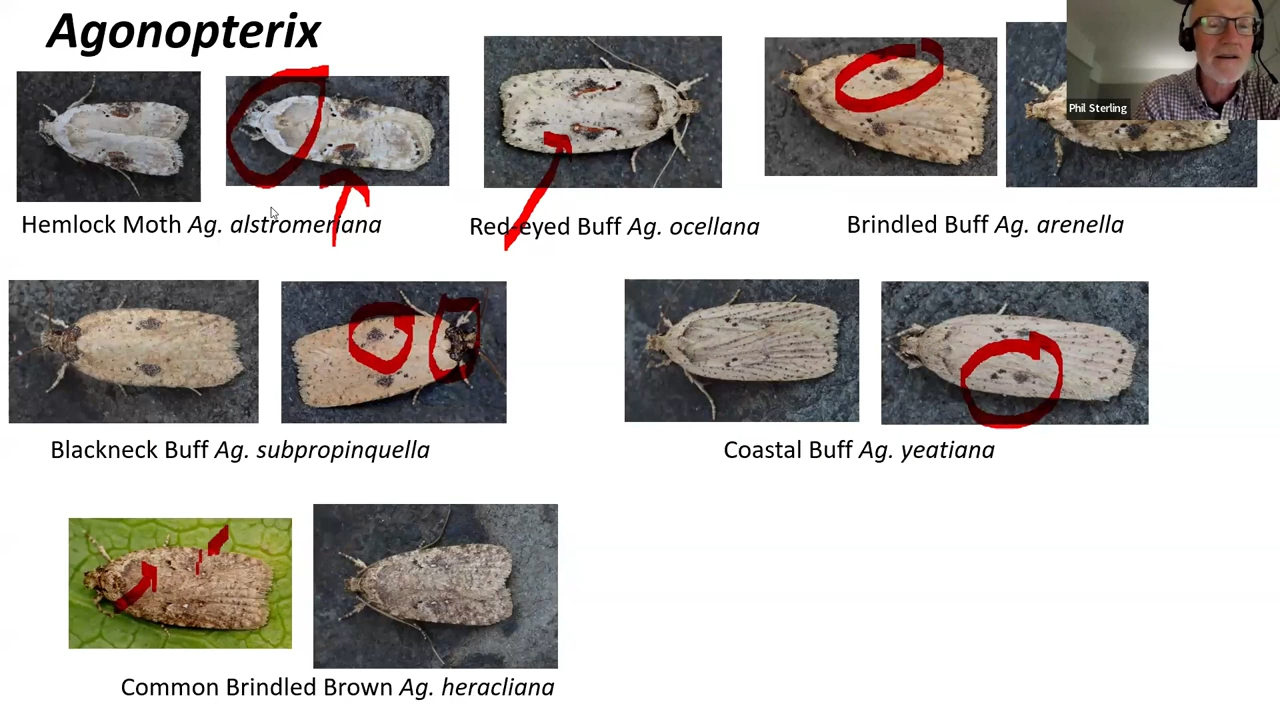 Agonopterix
Phil Sterling
Hemlock Moth Ag. alstromeriana
Red-eyed Buff Ag. ocellana
Brindled Buff Ag. arenella
Blackneck Buff Ag. subpropinquella
Coastal Buff Ag. yeatiana
Common Brindled Brown Ag. heracliana